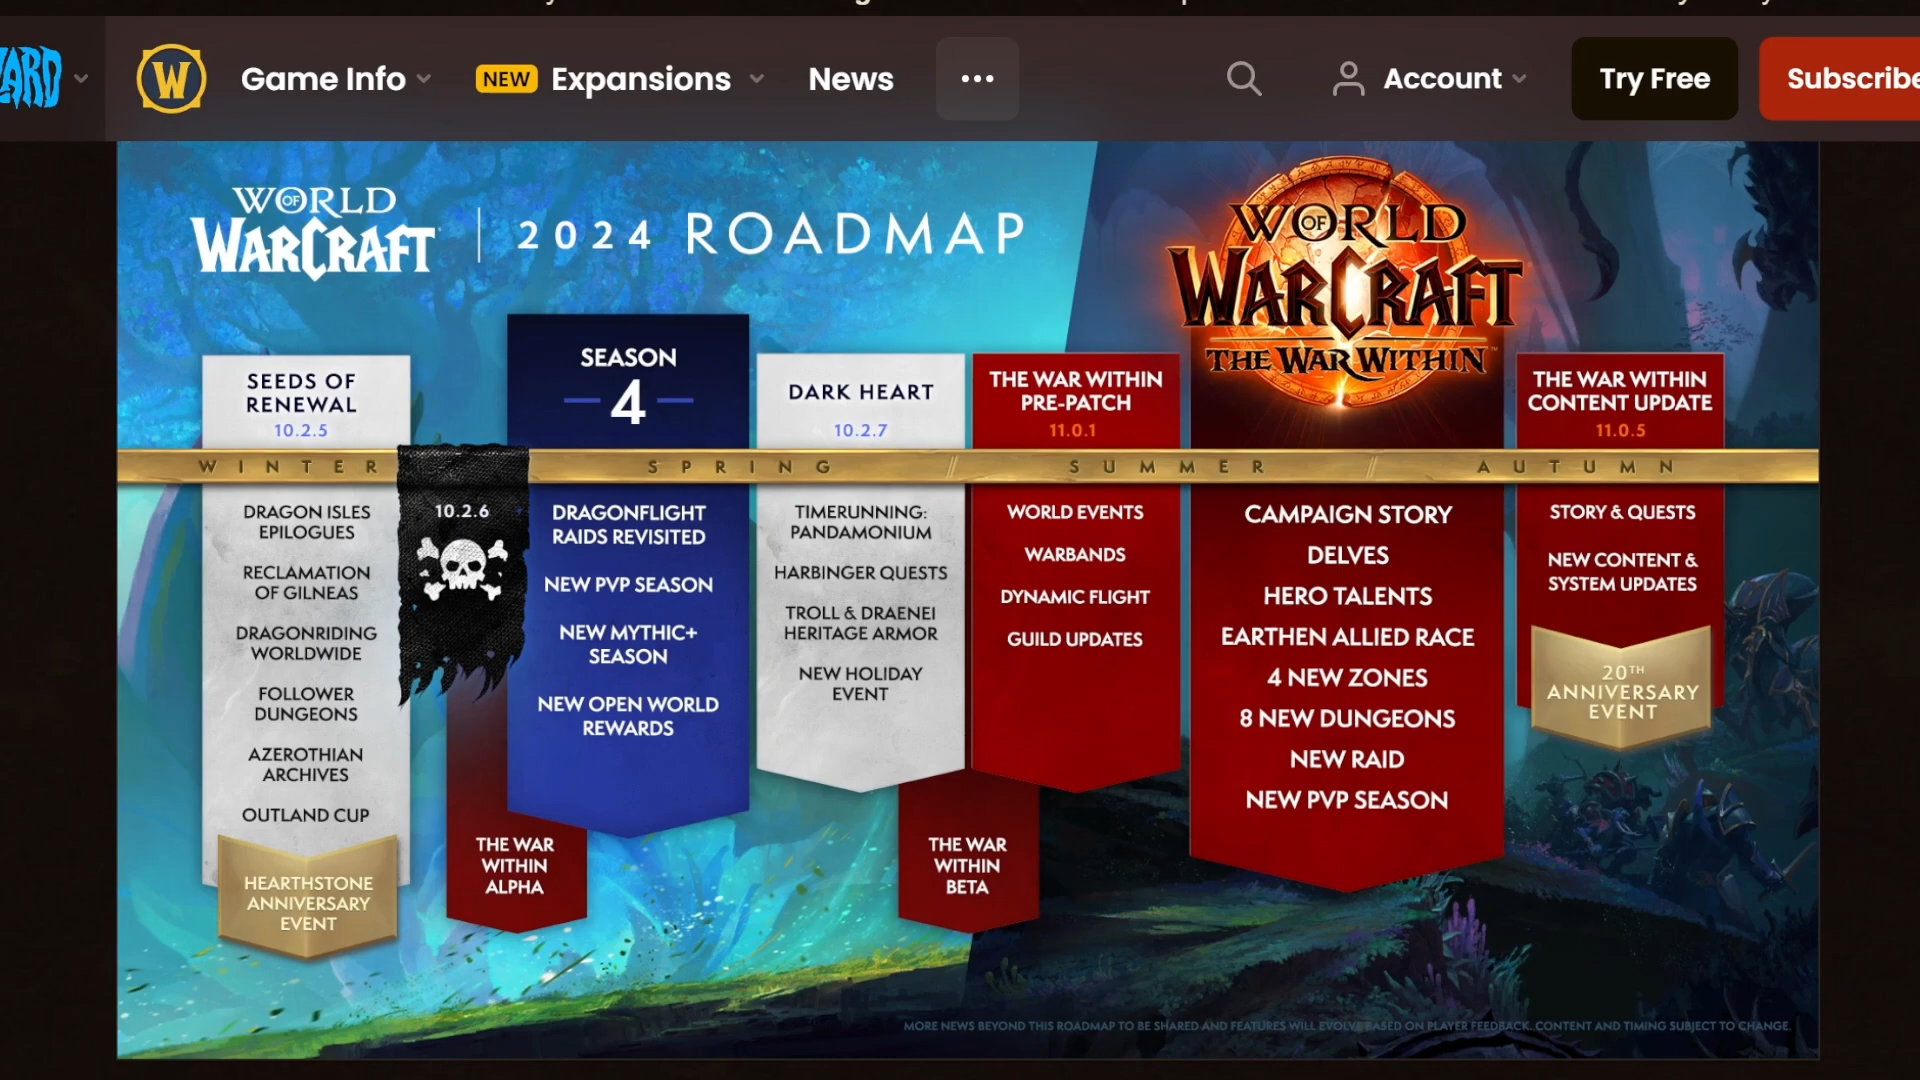 ZARD
Game Info
NEW
Expansions
News
Account
Try Free
Subscribe
WORLD
OF
WARCRAFT
2024 ROADMAP
WORLD
OF
WARCRAFT
THE WAR WITHIN
SEEDS OF
RENEWAL
10.2.5
SEASON
4
DARK HEART
10.2.7
THE WAR WITHIN
PRE-PATCH
11.0.1
THE WAR WITHIN
CONTENT UPDATE
11.0.5
WINTER
SPRING
SUMMER
AUTUMN
DRAGON ISLES
EPILOGUES
RECLAMATION
OF GILNEAS
DRAGONRIDING
WORLDWIDE
FOLLOWER
DUNGEONS
AZEROTHIAN
ARCHIVES
OUTLAND CUP
HEARTHSTONE
ANNIVERSARY
EVENT
10.2.6
THE WAR
WITHIN
ALPHA
DRAGONFLIGHT
RAIDS REVISITED
NEW PVP SEASON
NEW MYTHIC+
SEASON
NEW OPEN WORLD
REWARDS
TIMERUNNING:
PANDAMONIUM
HARBINGER QUESTS
TROLL & DRAENEI
HERITAGE ARMOR
NEW HOLIDAY
EVENT
THE WAR
WITHIN
BETA
WORLD EVENTS
WARBANDS
DYNAMIC FLIGHT
GUILD UPDATES
CAMPAIGN STORY
DELVES
HERO TALENTS
EARTHEN ALLIED RACE
4 NEW ZONES
8 NEW DUNGEONS
NEW RAID
NEW PVP SEASON
STORY & QUESTS
NEW CONTENT &
SYSTEM UPDATES
20TH
ANNIVERSARY
EVENT
MORE NEWS BEYOND THIS ROADMAP TO BE SHARED AND FEATURES WILL EVOLVE BASED ON PLAYER FEEDBACK. CONTENT AND TIMING SUBJECT TO CHANGE.